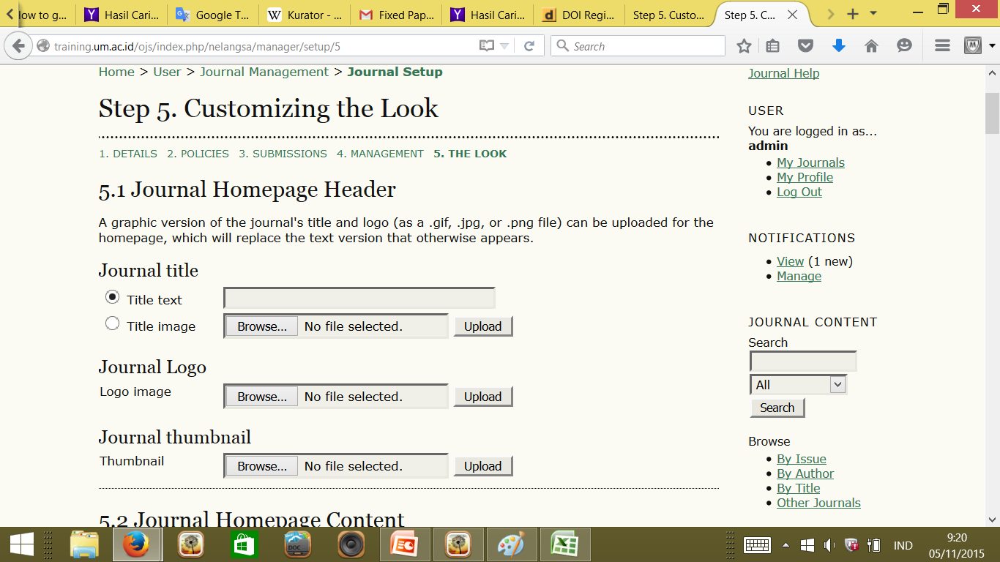 low to g...
Hasil Cari...
Google T...
Kurator - ...
Fixed Pap...
Hasil Cari...
DOI Regi...
Step 5. Custo...
Step 5. C...
training.um.ac.id/ojs/index.php/nelangsa/manager/setup/5
Search
Home > User > Journal Management > Journal Setup
Step 5. Customizing the Look
1. DETAILS 2. POLICIES 3. SUBMISSIONS 4. MANAGEMENT 5. THE LOOK
5.1 Journal Homepage Header
A graphic version of the journal's title and logo (as a .gif, .jpg, or .png file) can be uploaded for the
homepage, which will replace the text version that otherwise appears.
Journal title
Title text
Title image Browse... No file selected. Upload
Journal Logo
Logo image Browse... No file selected. Upload
Journal thumbnail
Thumbnail Browse... No file selected. Upload
5.2 Journal Homepage Content
Journal Help
USER
You are logged in as...
admin
My Journals
My Profile
Log Out
NOTIFICATIONS
View (1 new)
Manage
JOURNAL CONTENT
Search
All
Search
Browse
By Issue
By Author
By Title
Other Journals
DOC
IND
9:20
05/11/2015